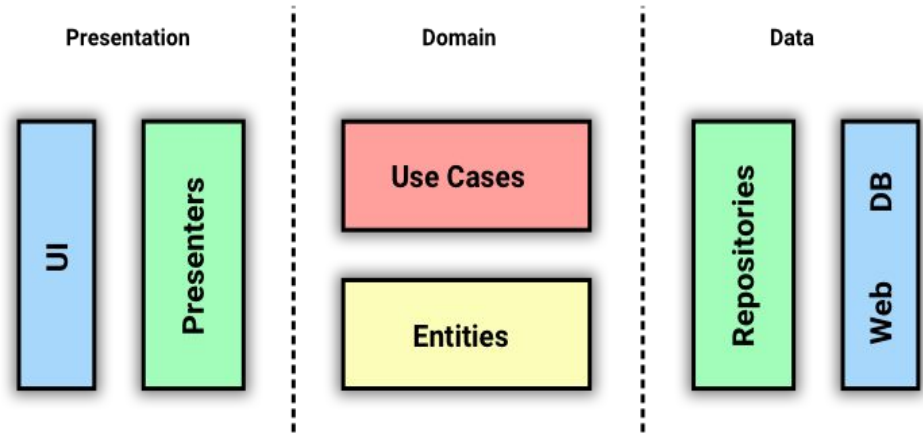 Presentation
Domain
Data
UI
Presenters
Use Cases
Entities
Repositories
Web
DB